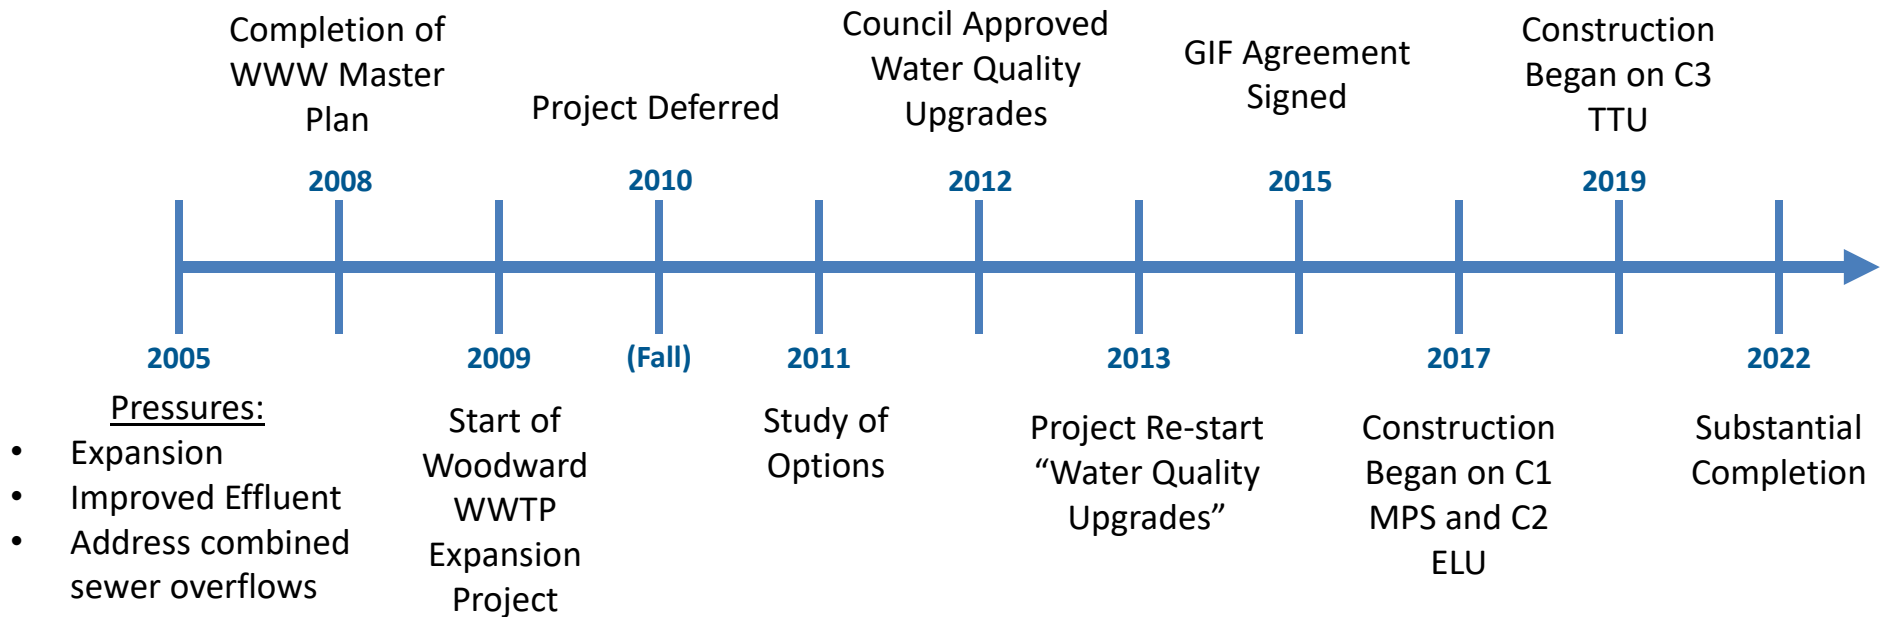 Completion of
WWW Master
Plan
2008
Project Deferred
2010
Council Approved
Water Quality
Upgrades
2012
GIF Agreement
Signed
2015
Construction
Began on C3
TTU
2019
2005
Pressures:
• Expansion
• Improved Effluent
• Address combined
sewer overflows
2009
Start of
Woodward
WWTP
Expansion
Project
(Fall)
2011
Study of
Options
2013
Project Re-start
“Water Quality
Upgrades”
2017
Construction
Began on C1
MPS and C2
ELU
2022
Substantial
Completion